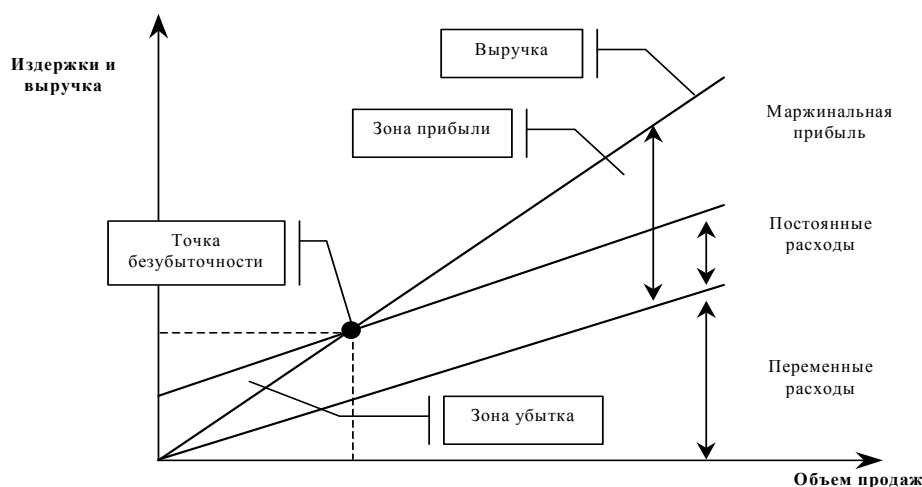 Издержки и
выручка
Выручка
Зона прибыли
Маржинальная
прибыль
Точка
безубыточности
Постоянные
расходы
Переменные
расходы
Зона убытка
Объем продаж